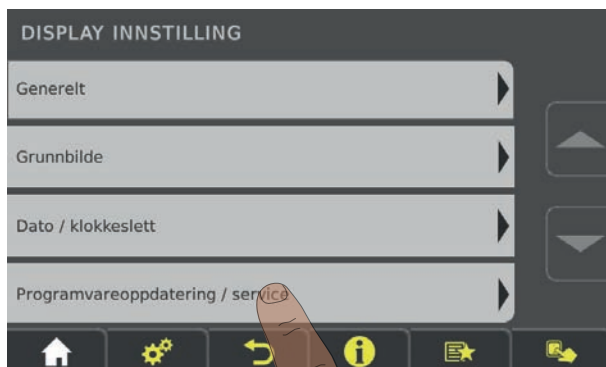 DISPLAY INNSTILLING
Generelt
Grunnbilde
Dato / klokkeslett
Programvareoppdatering / service